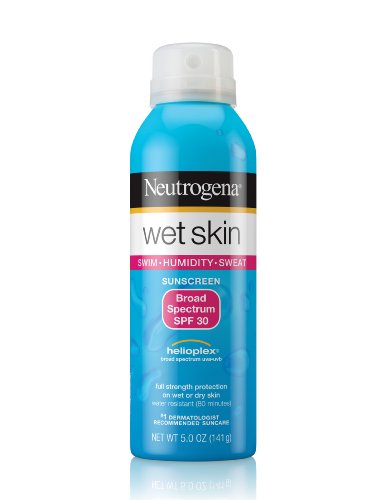 Neutrogena®
wet skin
SWIM • HUMIDITY • SWEAT
SUNSCREEN
Broad
Spectrum
SPF 30
helioplex®
broad spectrum uva•uvb
full strength protection
on wet or dry skin
water resistant (80 minutes)
#1 DERMATOLOGIST
RECOMMENDED SUNCARE
NET WT 5.0 OZ (141g)